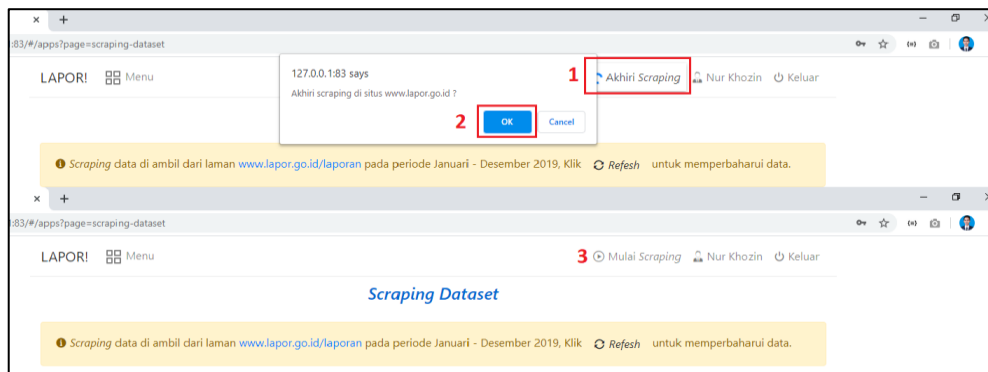 :83/#/apps?page=scraping-dataset
LAPOR! Menu
127.0.0.1:83 says
Akhiri scraping di situs www.lapor.go.id ?
OK Cancel
1 Akhiri Scraping Nur Khozin Keluar
2
Scraping data di ambil dari laman www.lapor.go.id/laporan pada periode Januari - Desember 2019, Klik Refesh untuk memperbaharui data.
:83/#/apps?page=scraping-dataset
LAPOR! Menu 3 Mulai Scraping Nur Khozin Keluar
Scraping Dataset
Scraping data di ambil dari laman www.lapor.go.id/laporan pada periode Januari - Desember 2019, Klik Refesh untuk memperbaharui data.